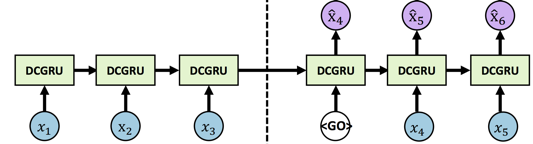 x̂₄ x̂₅ x̂₆
DCGRU DCGRU DCGRU DCGRU DCGRU DCGRU
x₁ x₂ x₃ <GO> x₄ x₅